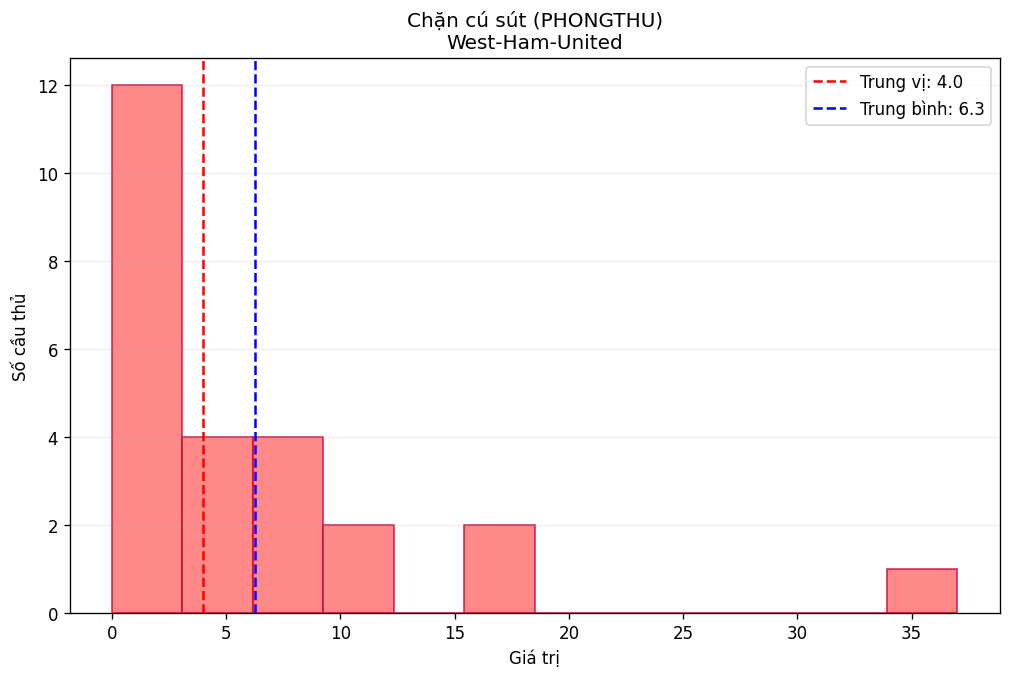 Chặn cú sút (PHONGTHU)
West-Ham-United
Trung vị: 4.0
Trung bình: 6.3
Số cầu thủ
12
10
8
6
4
2
0
0 5 10 15 20 25 30 35
Giá trị